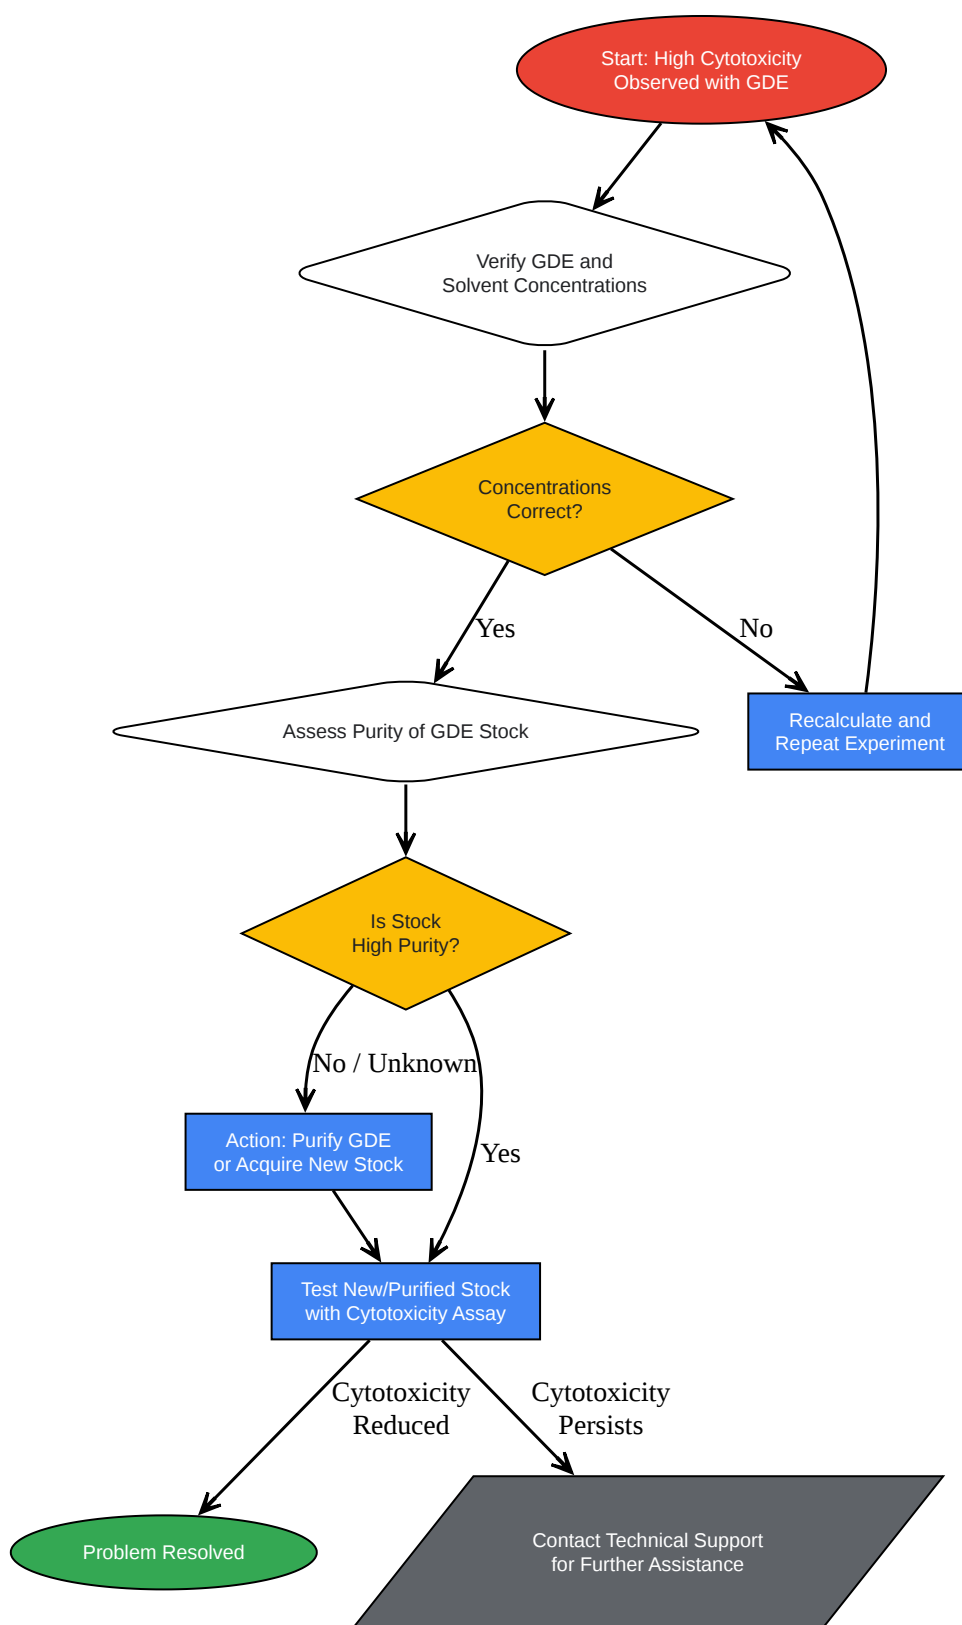 Start: High Cytotoxicity
Observed with GDE
Verify GDE and
Solvent Concentrations
Concentrations
Correct?
Yes
No
Assess Purity of GDE Stock
Recalculate and
Repeat Experiment
Is Stock
High Purity?
No / Unknown
Action: Purify GDE
or Acquire New Stock
Yes
Test New/Purified Stock
with Cytotoxicity Assay
Cytotoxicity
Reduced
Cytotoxicity
Persists
Problem Resolved
Contact Technical Support
for Further Assistance